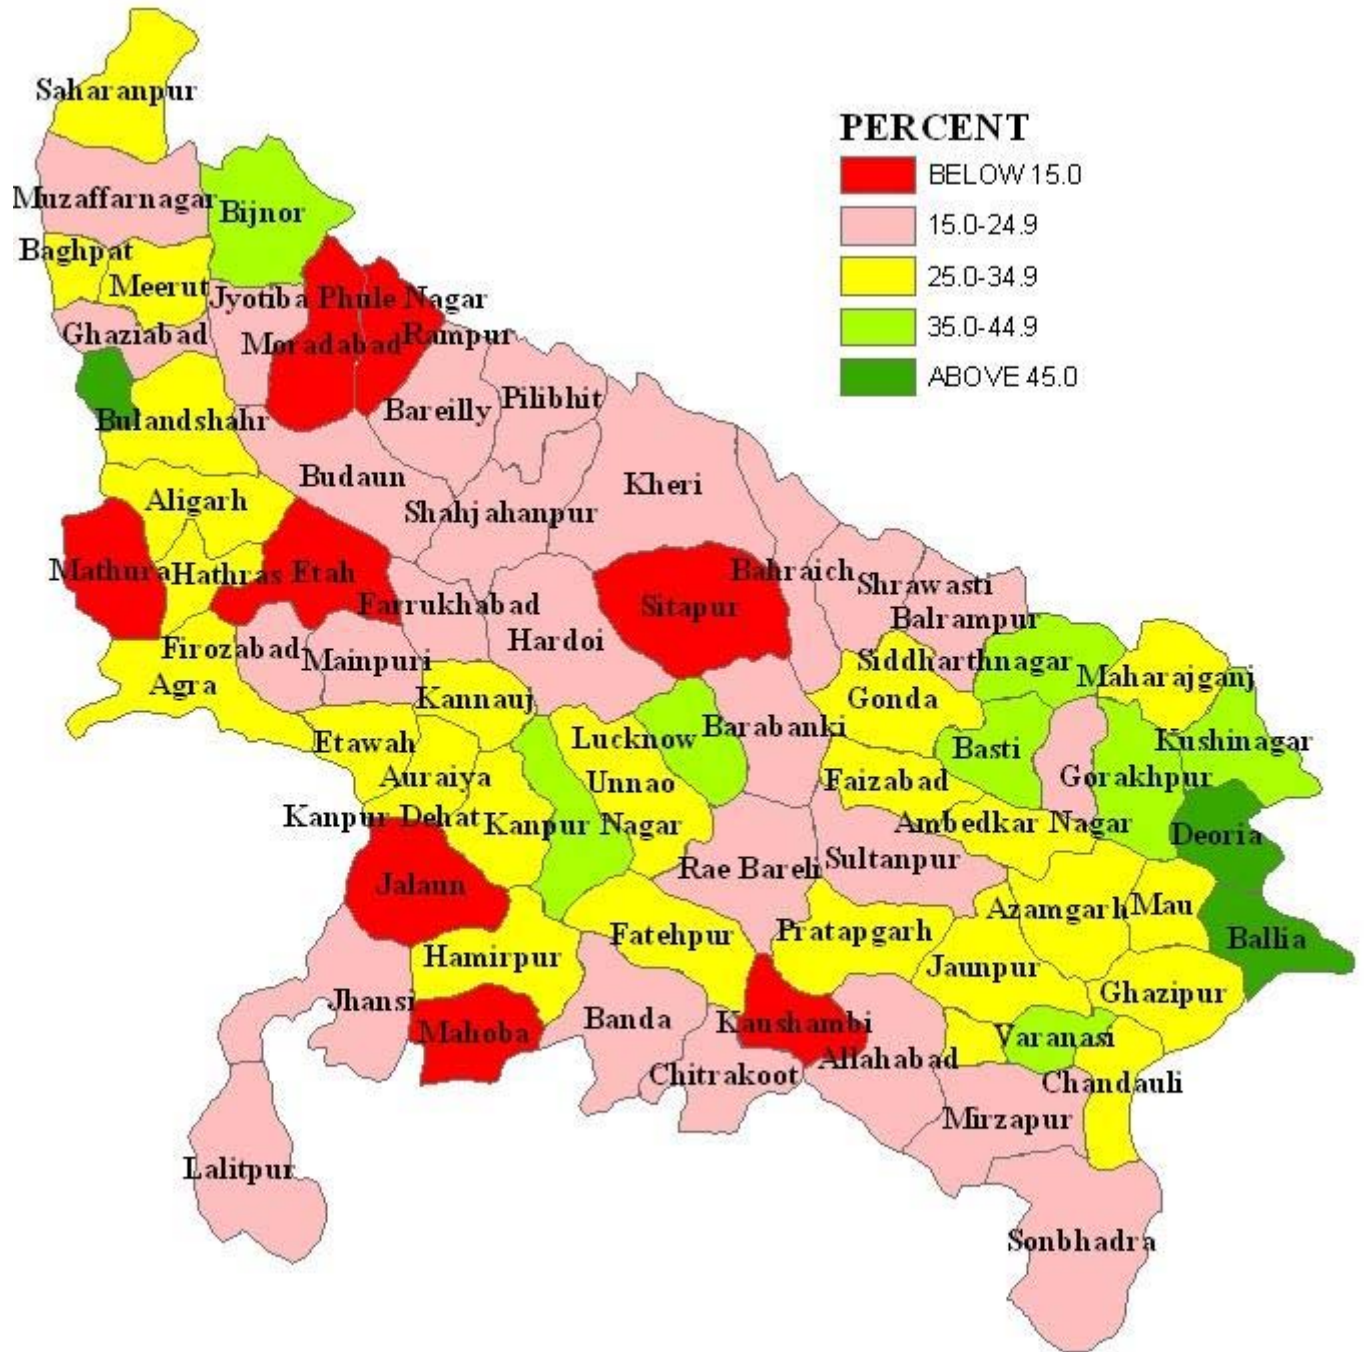 Saharanpur
PERCENT
BELOW 15.0
15.0-24.9
25.0-34.9
35.0-44.9
ABOVE 45.0
Muzaffarnagar
Bijnor
Baghpat
Meerut
Jyotiba Phule Nagar
Ghaziabad
Moradabad
Rampur
Bulandshahr
Bareilly
Pilibhit
Budaun
Kheri
Aligarh
Shahjahanpur
Mathura
Hathras
Etah
Farrukhabad
Sitapur
Bahraich
Shrawasti
Balrampur
Hardoi
Firozabad
Mainpuri
Agra
Kannauj
Siddharthnagar
Gonda
Maharajganj
Etawah
Lucknow
Barabanki
Basti
Kushinagar
Auraiya
Unnao
Faizabad
Gorakhpur
Kanpur Dehat
Kanpur Nagar
Ambedkar Nagar
Deoria
Rae Bareli
Sultanpur
Jalaun
Azamgarh
Mau
Fatehpur
Pratapgarh
Ballia
Hamirpur
Jaunpur
Ghazipur
Jhansi
Mahoba
Banda
Kaushambi
Varanasi
Allahabad
Chitrakoot
Chandauli
Mirzapur
Lalitpur
Sonbhadra